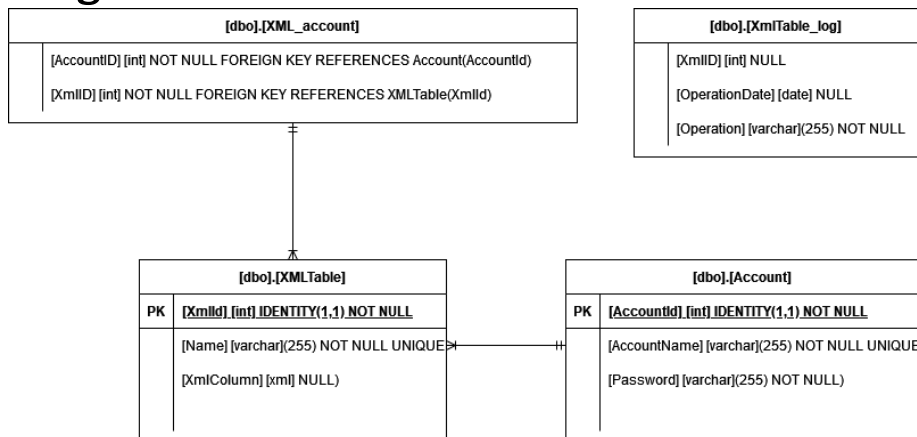 [dbo].[XML_account]
[AccountID] [int] NOT NULL FOREIGN KEY REFERENCES Account(AccountId)
[XmlID] [int] NOT NULL FOREIGN KEY REFERENCES XMLTable(XmlId)
[dbo].[XmlTable_log]
[XmlID] [int] NULL
[OperationDate] [date] NULL
[Operation] [varchar](255) NOT NULL
[dbo].[XMLTable]
PK [XmlId] [int] IDENTITY(1,1) NOT NULL
[Name] [varchar](255) NOT NULL UNIQUE
[XmlColumn] [xml] NULL)
[dbo].[Account]
PK [AccountId] [int] IDENTITY(1,1) NOT NULL
[AccountName] [varchar](255) NOT NULL UNIQUE
[Password] [varchar](255) NOT NULL)